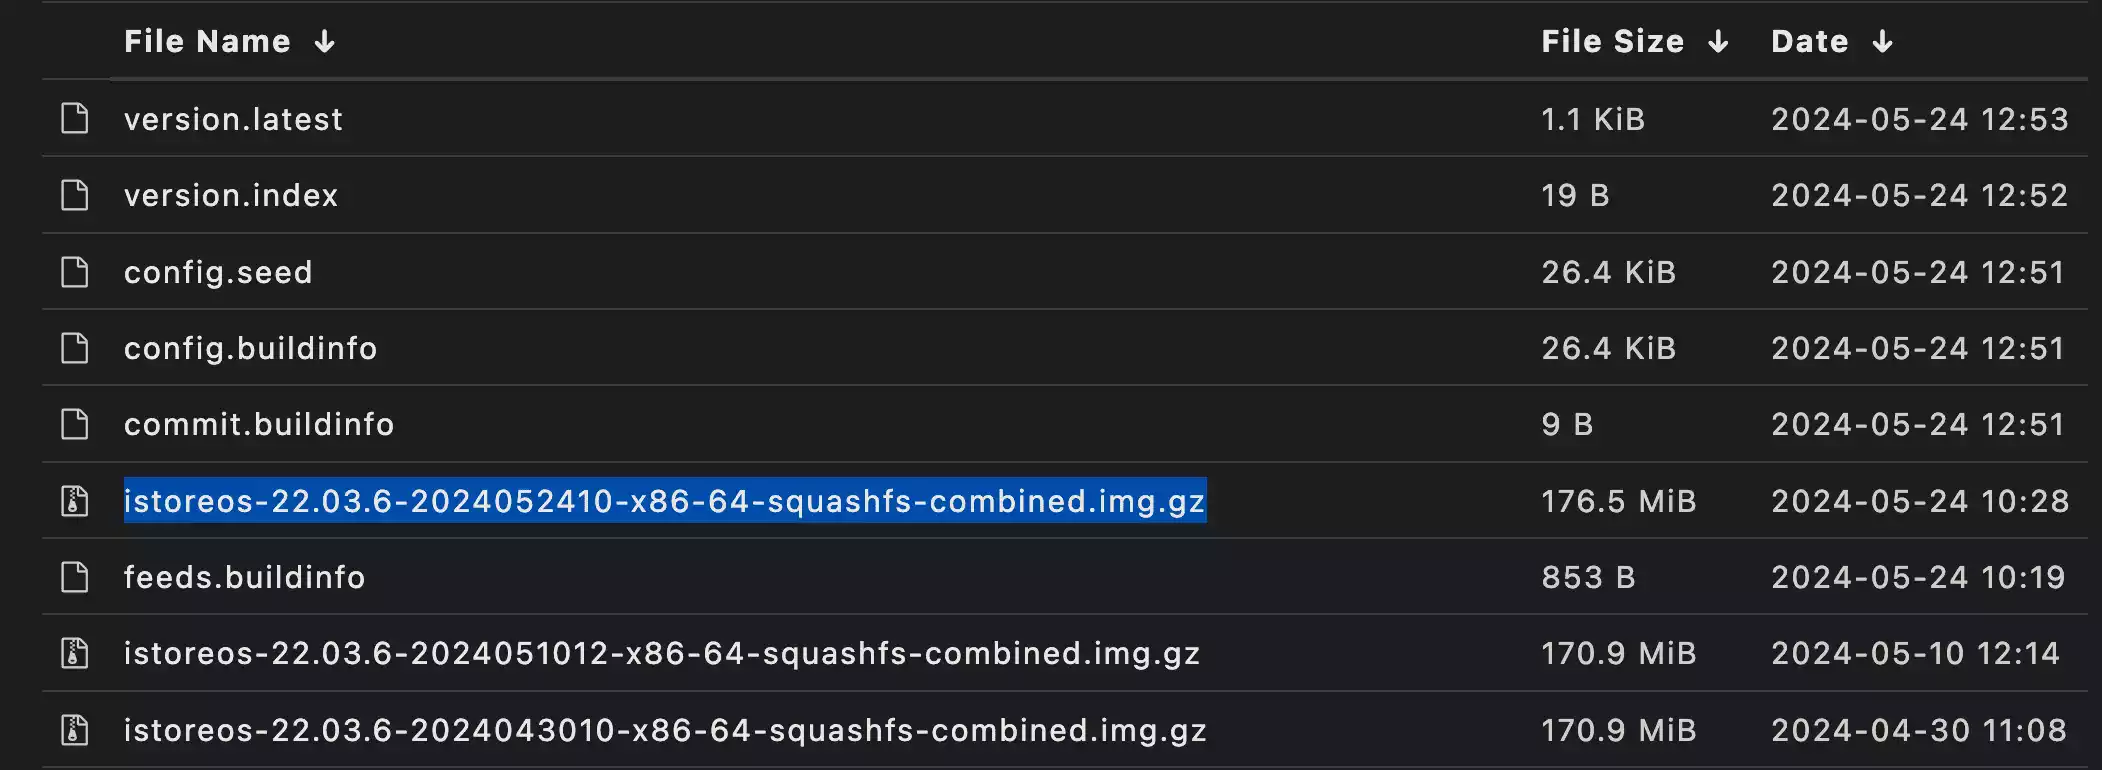 File Name ↓ File Size ↓ Date ↓
version.latest 1.1 KiB 2024-05-24 12:53
version.index 19 B 2024-05-24 12:52
config.seed 26.4 KiB 2024-05-24 12:51
config.buildinfo 26.4 KiB 2024-05-24 12:51
commit.buildinfo 9 B 2024-05-24 12:51
istoreos-22.03.6-2024052410-x86-64-squashfs-combined.img.gz 176.5 MiB 2024-05-24 10:28
feeds.buildinfo 853 B 2024-05-24 10:19
istoreos-22.03.6-2024051012-x86-64-squashfs-combined.img.gz 170.9 MiB 2024-05-10 12:14
istoreos-22.03.6-2024043010-x86-64-squashfs-combined.img.gz 170.9 MiB 2024-04-30 11:08